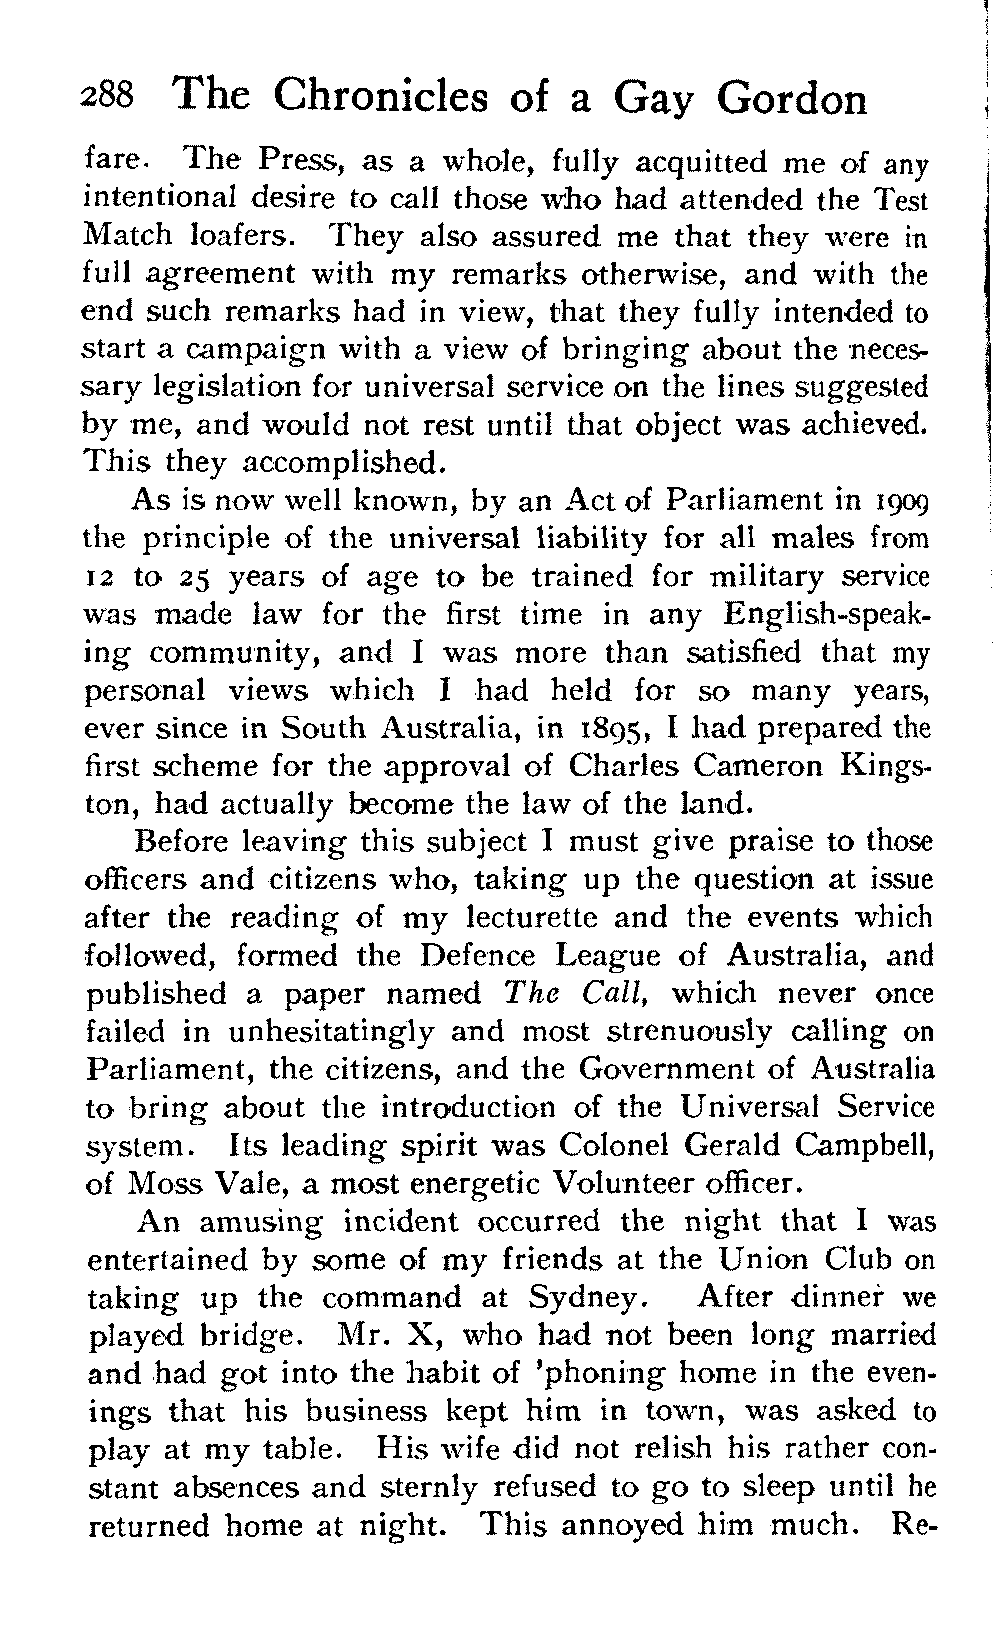 288 The Chronicles of a Gay Gordon
fare. The Press, as a whole, fully acquitted me of any
intentional desire to call those who had attended the Test
Match loafers. They also assured me that they were in
full agreement with my remarks otherwise, and with the
end such remarks had in view, that they fully intended to
start a campaign with a view of bringing about the neces-
sary legislation for universal service on the lines suggested
by me, and would not rest until that object was achieved.
This they accomplished.
As is now well known, by an Act of Parliament in 1909
the principle of the universal liability for all males from
12 to 25 years of age to be trained for military service
was made law for the first time in any English-speak-
ing community, and I was more than satisfied that my
personal views which I had held for so many years,
ever since in South Australia, in 1895, I had prepared the
first scheme for the approval of Charles Cameron Kings-
ton, had actually become the law of the land.
Before leaving this subject I must give praise to those
officers and citizens who, taking up the question at issue
after the reading of my lecturette and the events which
followed, formed the Defence League of Australia, and
published a paper named The Call, which never once
failed in unhesitatingly and most strenuously calling on
Parliament, the citizens, and the Government of Australia
to bring about the introduction of the Universal Service
system. Its leading spirit was Colonel Gerald Campbell,
of Moss Vale, a most energetic Volunteer officer.
An amusing incident occurred the night that I was
entertained by some of my friends at the Union Club on
taking up the command at Sydney. After dinner we
played bridge. Mr. X, who had not been long married
and had got into the habit of 'phoning home in the even-
ings that his business kept him in town, was asked to
play at my table. His wife did not relish his rather con-
stant absences and sternly refused to go to sleep until he
returned home at night. This annoyed him much. Re-